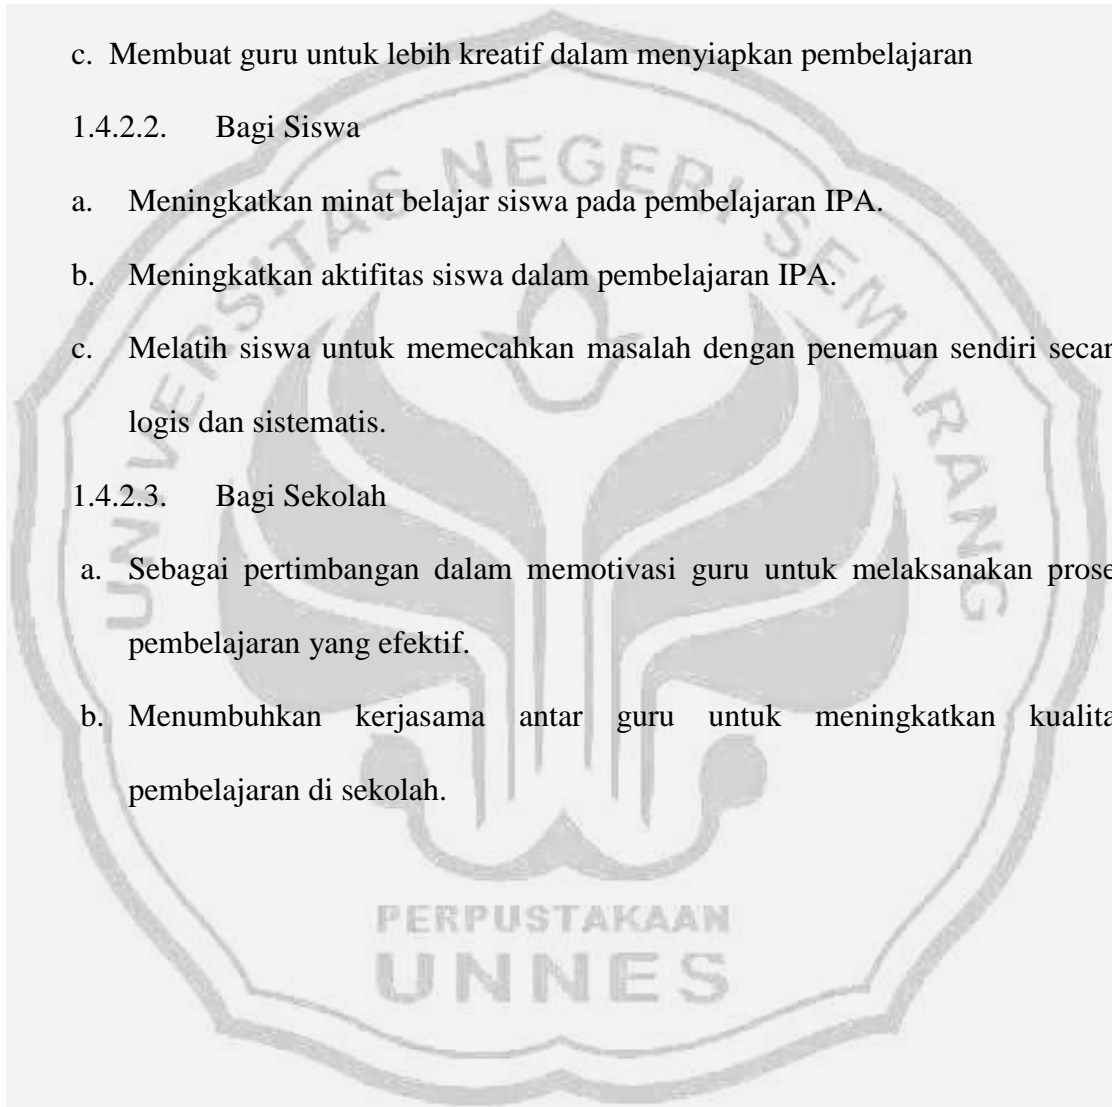 c. Membuat guru untuk lebih kreatif dalam menyiapkan pembelajaran
1.4.2.2. Bagi Siswa
a. Meningkatkan minat belajar siswa pada pembelajaran IPA.
b. Meningkatkan aktifitas siswa dalam pembelajaran IPA.
c. Melatih siswa untuk memecahkan masalah dengan penemuan sendiri secar
logis dan sistematis.
1.4.2.3. Bagi Sekolah
a. Sebagai pertimbangan dalam memotivasi guru untuk melaksanakan prose
pembelajaran yang efektif.
b. Menumbuhkan kerjasama antar guru untuk meningkatkan kualita
pembelajaran di sekolah.
UNIVERSITAS NEGERI SEMARANG
PERPUSTAKAAN
UNNES